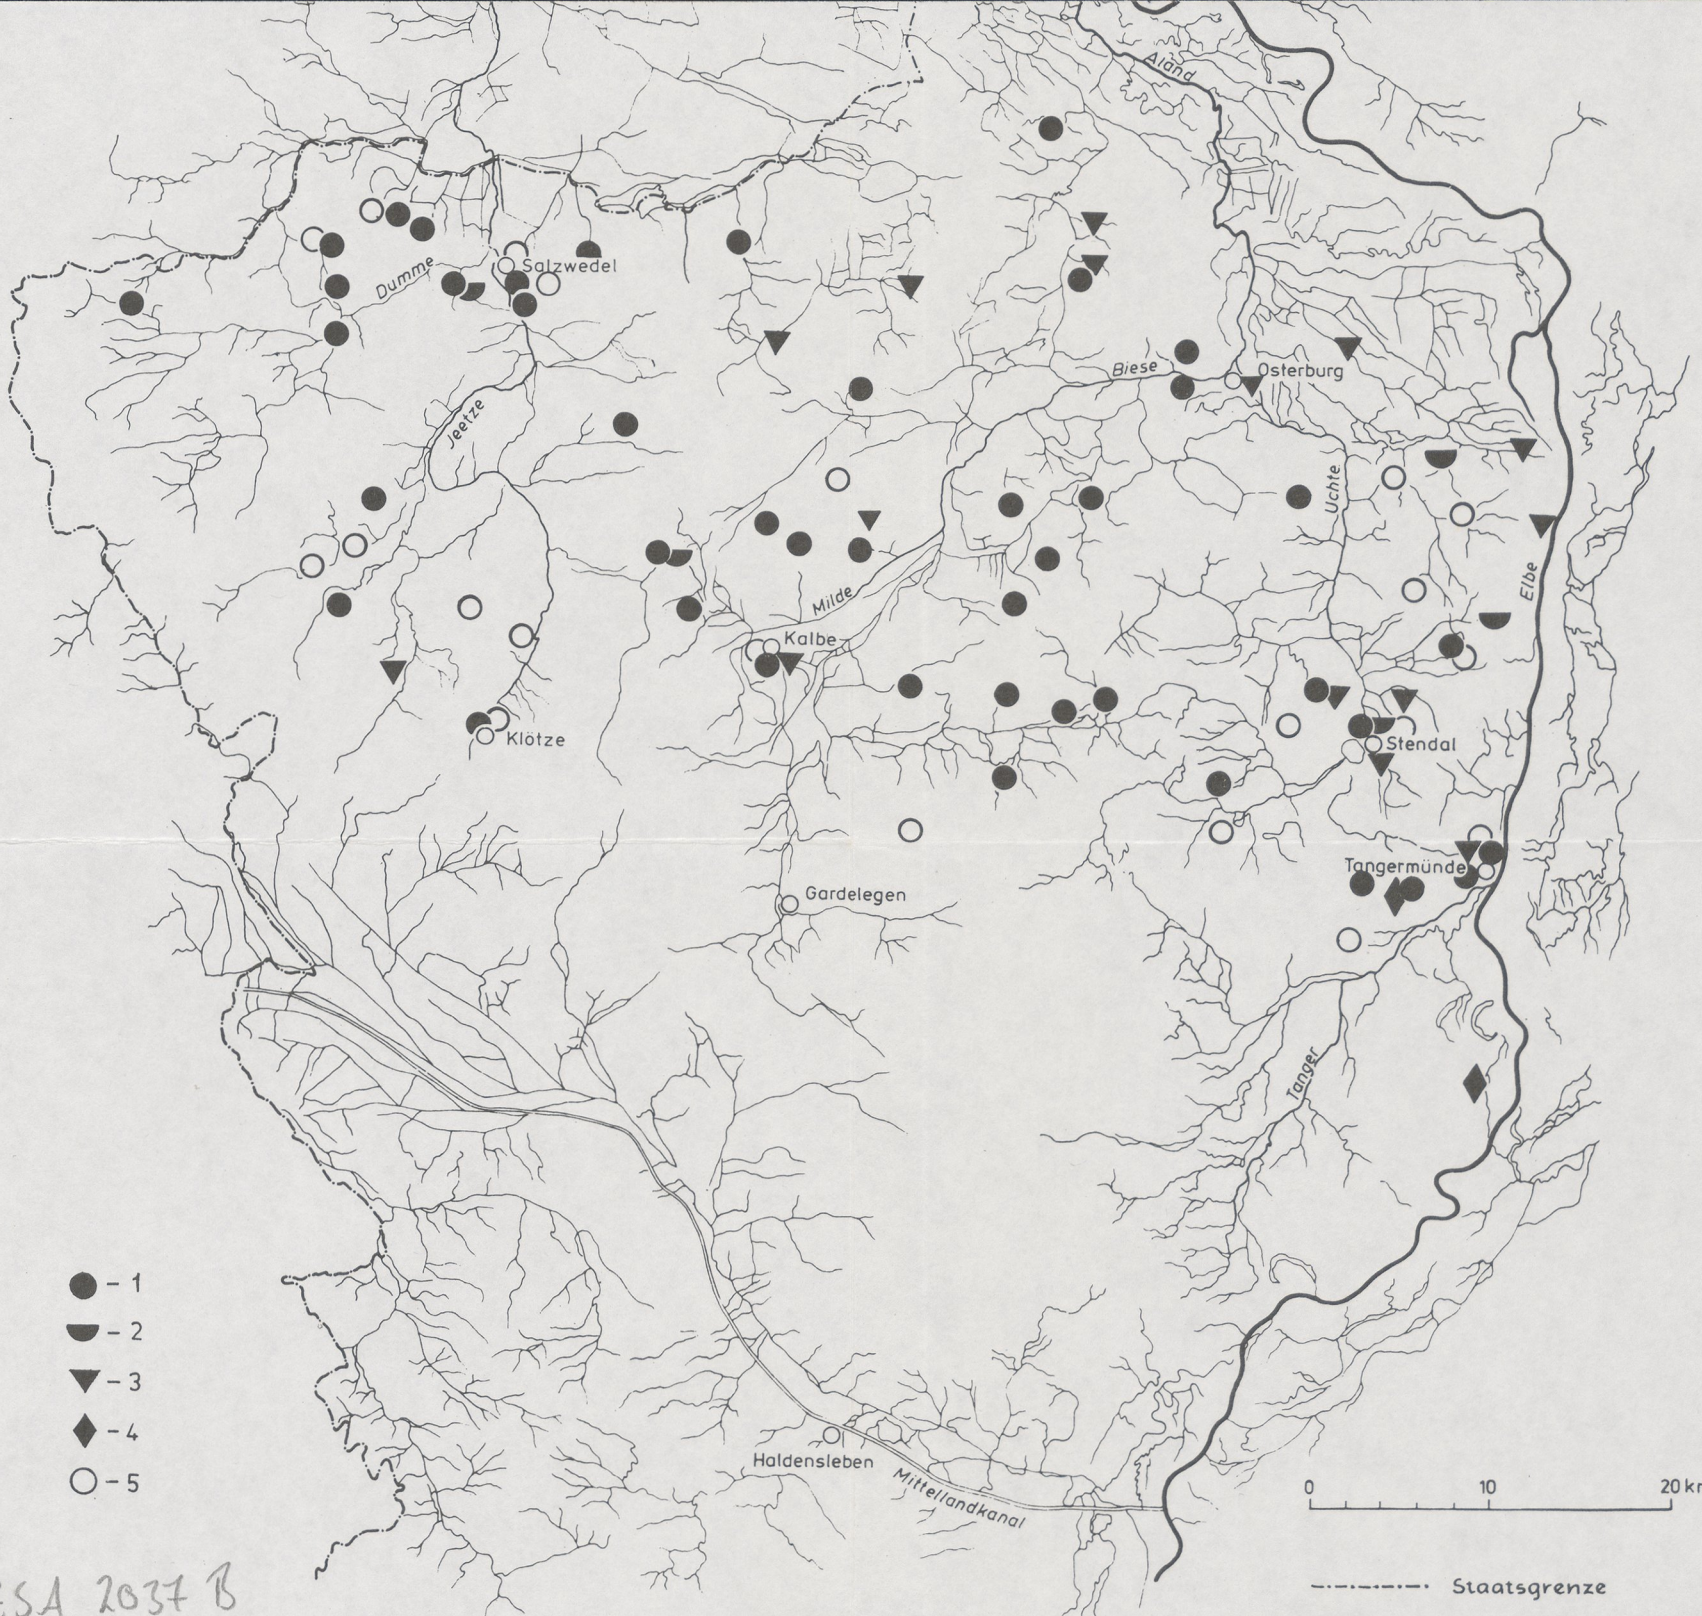 Aland
Dumme
Salzwedel
Biese
Osterburg
Jeetze
Uchte
Elbe
Milde
Kalbe
Klötze
Stendal
Tangermünde
Gardelegen
Tanger
– 1
– 2
– 3
– 4
– 5
Haldensleben
Mittellandkanal
0 10 20 km
Staatsgrenze
ESA 2037 B